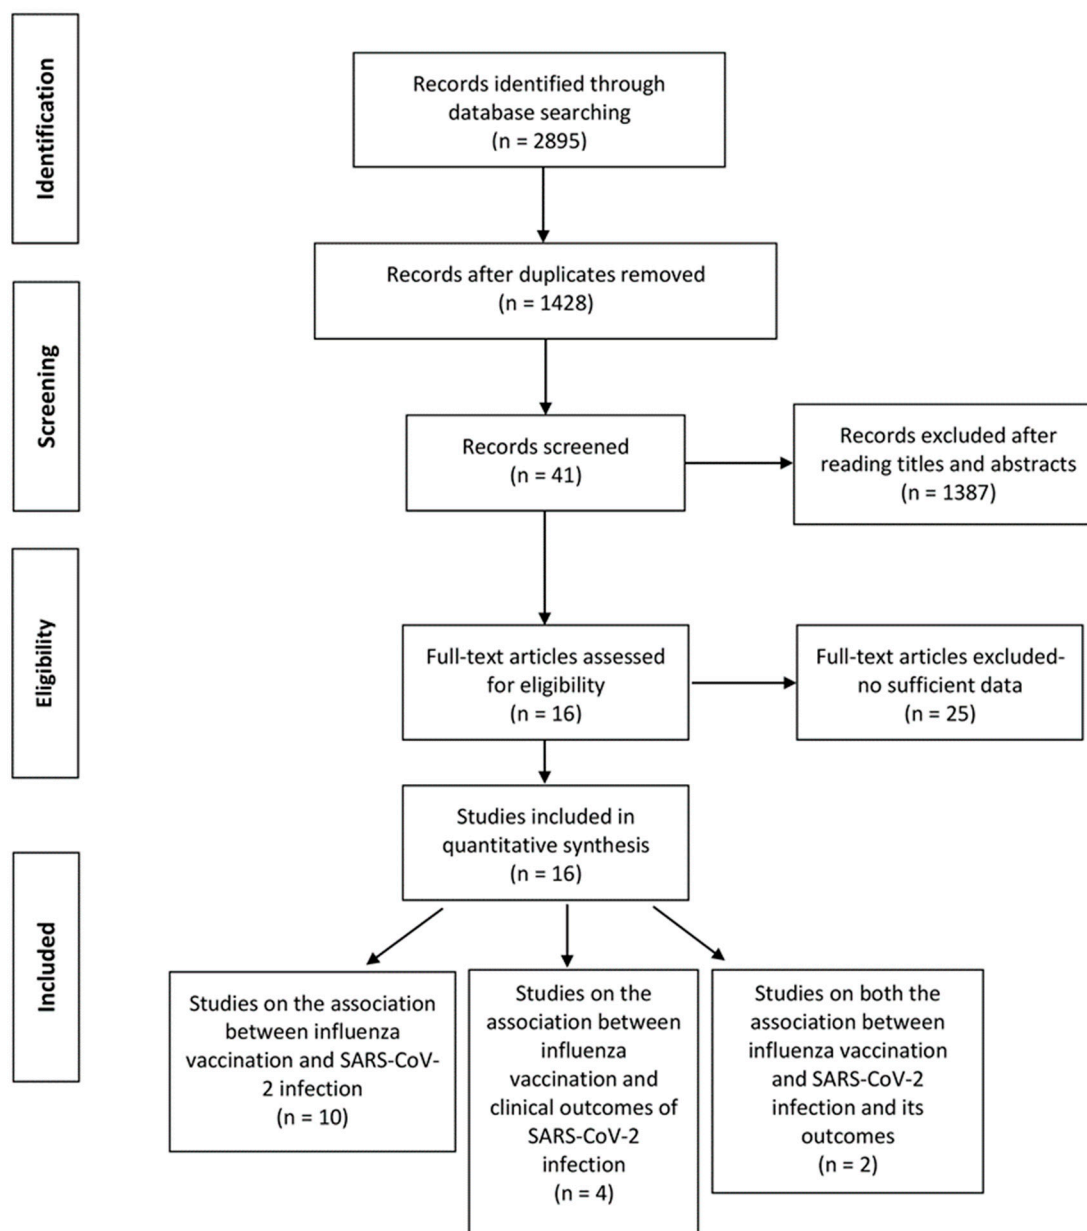 Identification
Records identified through
database searching
(n = 2895)
Records after duplicates removed
(n = 1428)
Screening
Records screened
(n = 41)
Records excluded after
reading titles and abstracts
(n = 1387)
Eligibility
Full-text articles assessed
for eligibility
(n = 16)
Full-text articles excluded-
no sufficient data
(n = 25)
Studies included in
quantitative synthesis
(n = 16)
Included
Studies on the association
between influenza
vaccination and SARS-CoV-
2 infection
(n = 10)
Studies on the
association between
influenza
vaccination and
clinical outcomes of
SARS-CoV-2
infection
(n = 4)
Studies on both the
association between
influenza vaccination
and SARS-CoV-2
infection and its
outcomes
(n = 2)